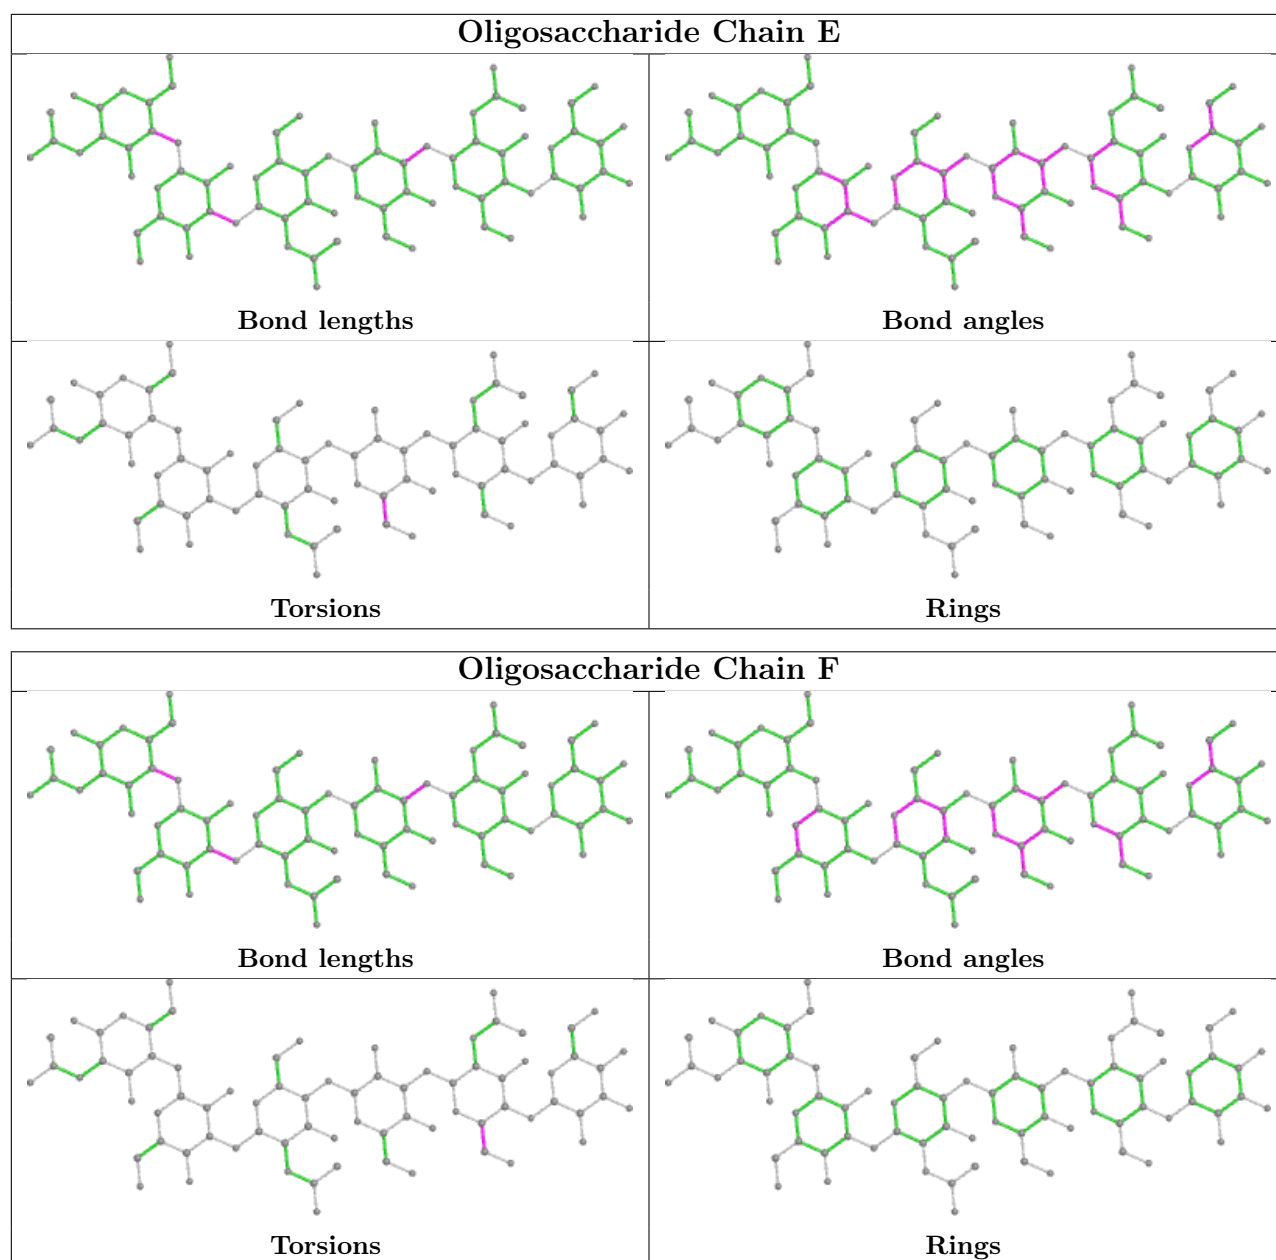 Oligosaccharide Chain E
Bond lengths
Bond angles
Torsions
Rings
Oligosaccharide Chain F
Bond lengths
Bond angles
Torsions
Rings